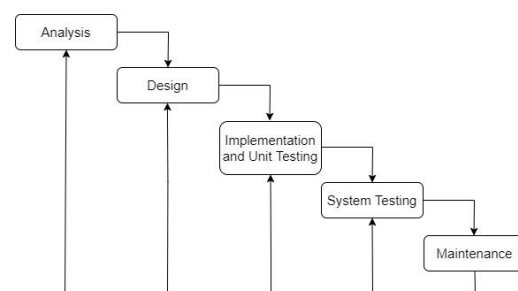 Analysis
Design
Implementation
and Unit Testing
System Testing
Maintenance